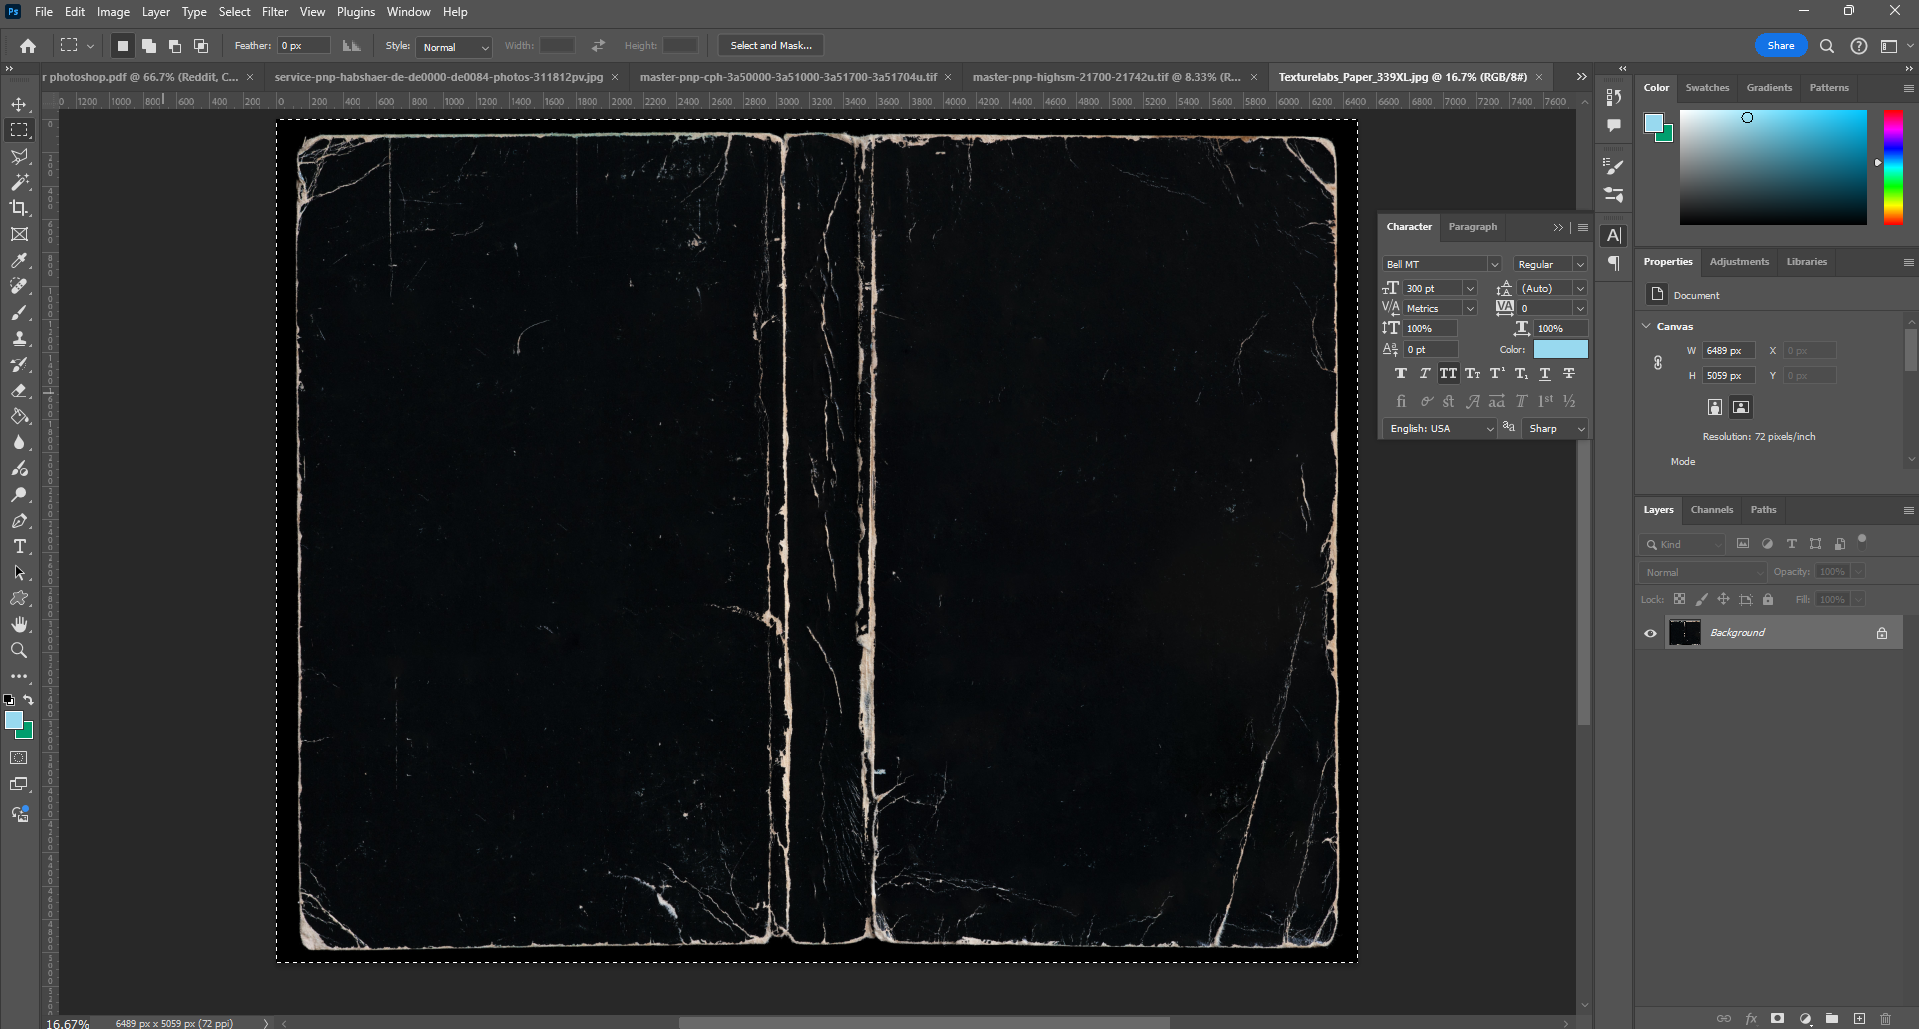 Ps File Edit Image Layer Type Select Filter View Plugins Window Help
Feather: 0 px Style: Normal Width: Height: Select and Mask... Share
r photoshop.pdf @ 66.7% (Reddit, C... × service-pnp-habshaer-de-de0000-de0084-photos-311812pv.jpg × master-pnp-cph-3a50000-3a51000-3a51700-3a51704u.tif × master-pnp-highsm-21700-21742u.tif @ 8.33% (R... × Texturelabs_Paper_339XL.jpg @ 16.7% (RGB/8#) ×
0 1200 1000 800 600 400 200 0 200 400 600 800 1000 1200 1400 1600 1800 2000 2200 2400 2600 2800 3000 3200 3400 3600 3800 4000 4200 4400 4600 4800 5000 5200 5400 5600 5800 6000 6200 6400 6600 6800 7000 7200 7400 7600
Color Swatches Gradients Patterns
Character Paragraph
Bell MT Regular
300 pt (Auto)
Metrics 0
100% 100%
0 pt Color:
English: USA Sharp
Properties Adjustments Libraries
Document
Canvas
W 6489 px X 0 px
H 5059 px Y 0 px
Resolution: 72 pixels/inch
Mode
Layers Channels Paths
Kind
Normal Opacity: 100%
Lock: Fill: 100%
Background
16.67% 6489 px x 5059 px (72 ppi)